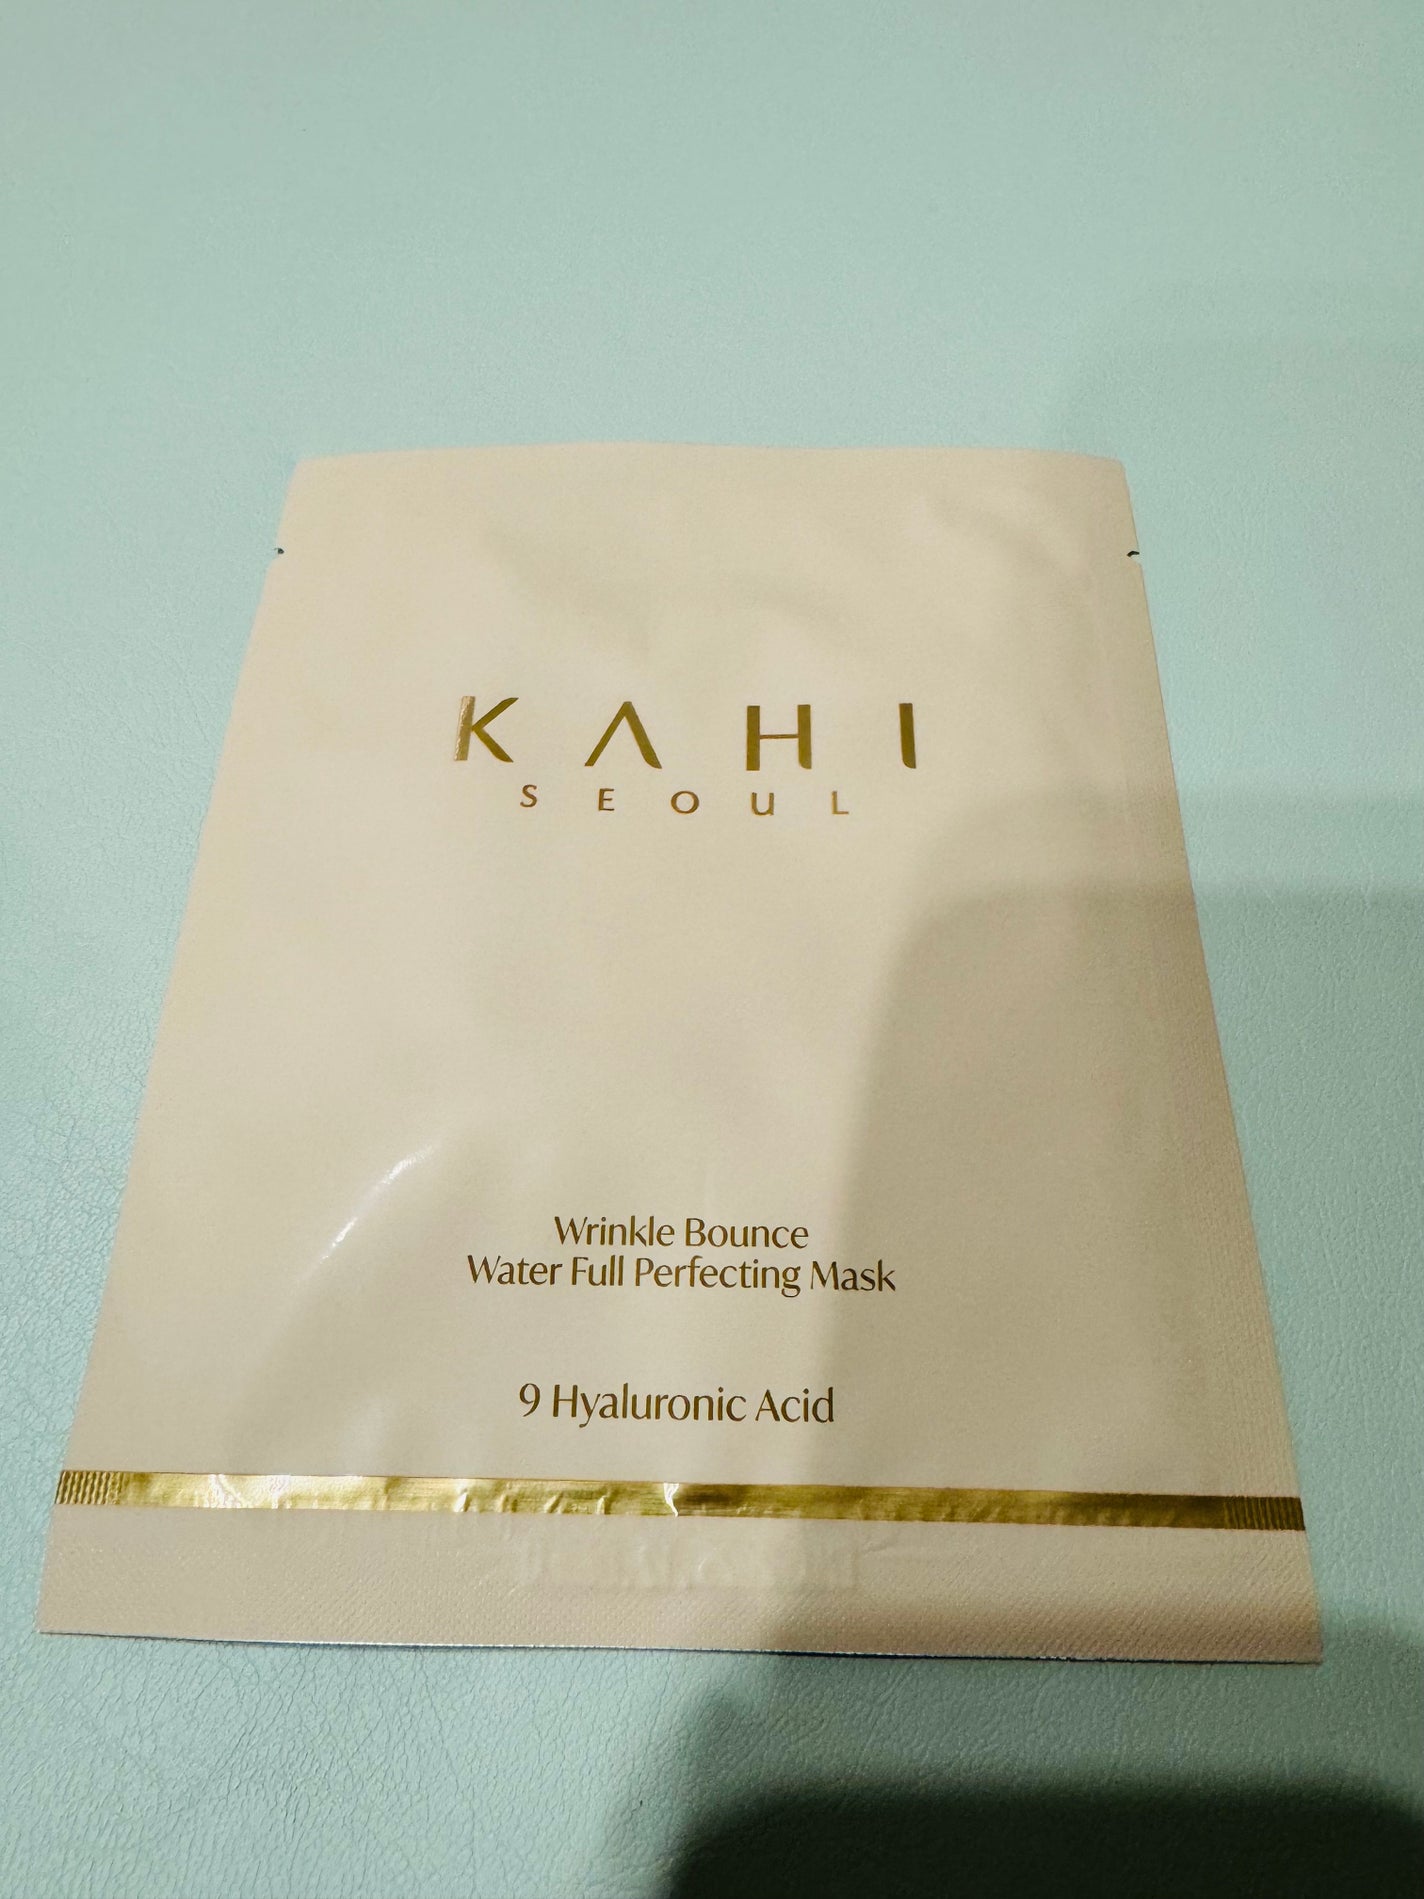 KAHI
SEOUL
Wrinkle Bounce
Water Full Perfecting Mask
9 Hyaluronic Acid